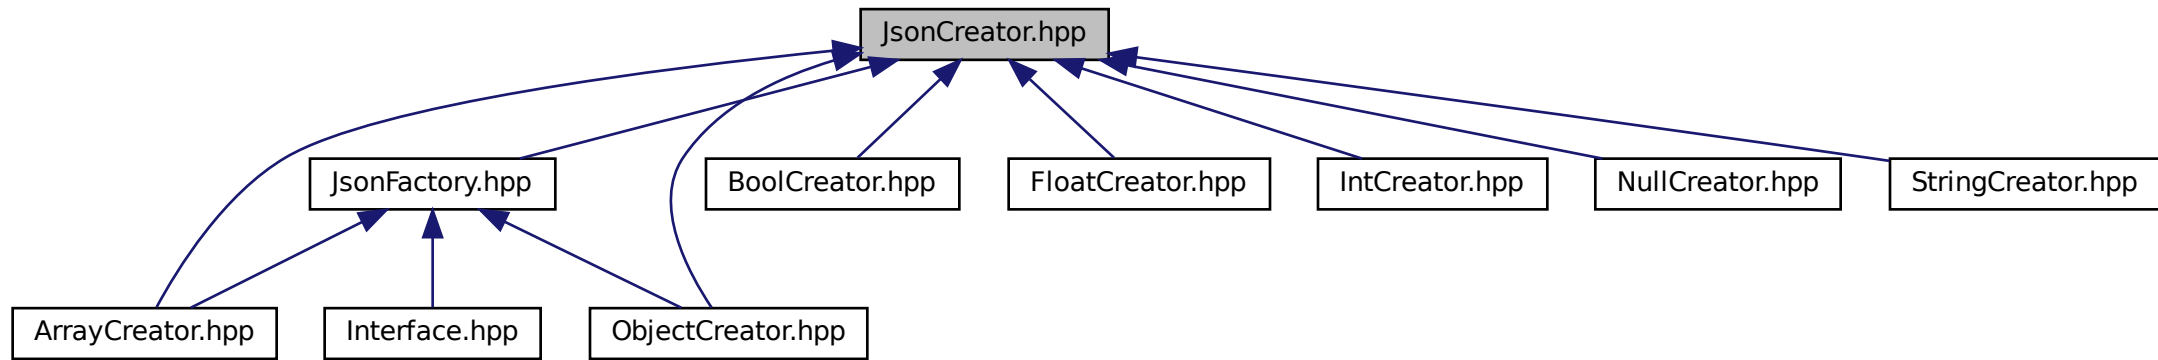 JsonCreator.hpp
JsonFactory.hpp
BoolCreator.hpp
FloatCreator.hpp
IntCreator.hpp
NullCreator.hpp
StringCreator.hpp
ArrayCreator.hpp
Interface.hpp
ObjectCreator.hpp